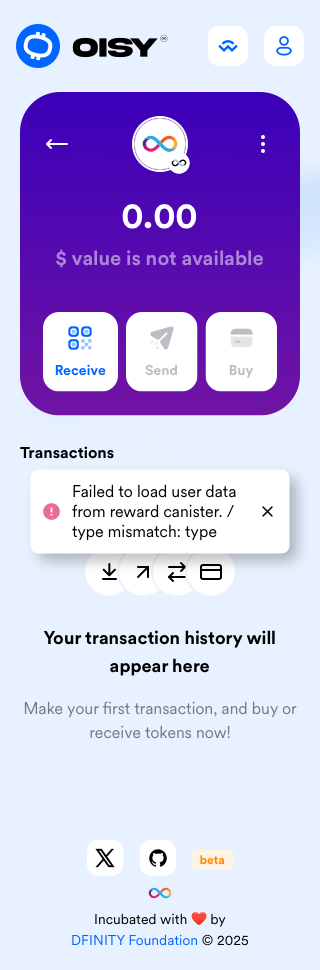 OISY
0.00
$ value is not available
Receive
Send
Buy
Transactions
Failed to load user data
from reward canister. /
type mismatch: type
Your transaction history will
appear here
Make your first transaction, and buy or
receive tokens now!
beta
Incubated with ❤️ by
DFINITY Foundation © 2025